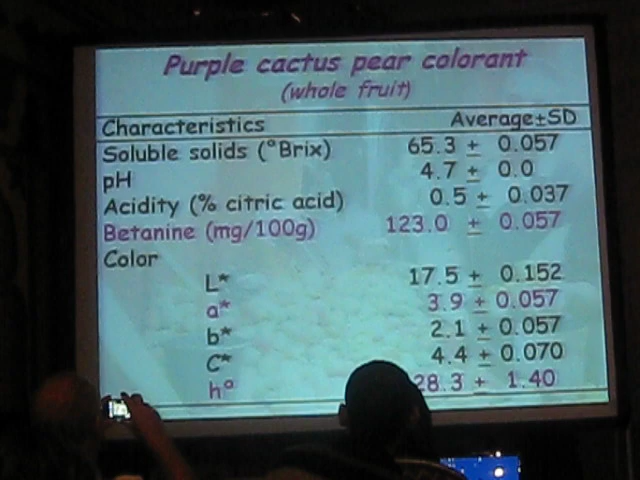 Purple cactus pear colorant
(whole fruit)
Characteristics Average±SD
Soluble solids (°Brix) 65.3 ± 0.057
pH 4.7 ± 0.0
Acidity (% citric acid) 0.5 ± 0.037
Betanine (mg/100g) 123.0 ± 0.057
Color
L* 17.5 ± 0.152
a* 3.9 ± 0.057
b* 2.1 ± 0.057
C* 4.4 ± 0.070
h° 28.3 ± 1.40